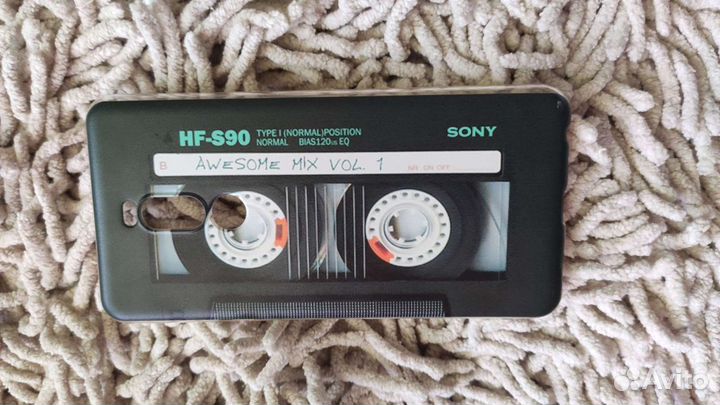 HF-S90 TYPE I (NORMAL) POSITION SONY
NORMAL BIAS 120μs EQ
B AWESOME MIX VOL. 1 NR ON OFF
Avito